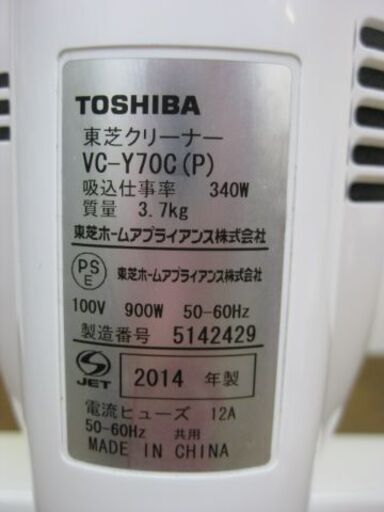 TOSHIBA
東芝クリーナー
VC-Y70C(P)
吸込仕事率 340W
質量 3.7kg
東芝ホームアプライアンス株式会社
PS E 東芝ホームアプライアンス株式会社
100V 900W 50-60Hz
製造番号 5142429
S JET 2014 年製
電流ヒューズ 12A
50-60Hz 共用
MADE IN CHINA